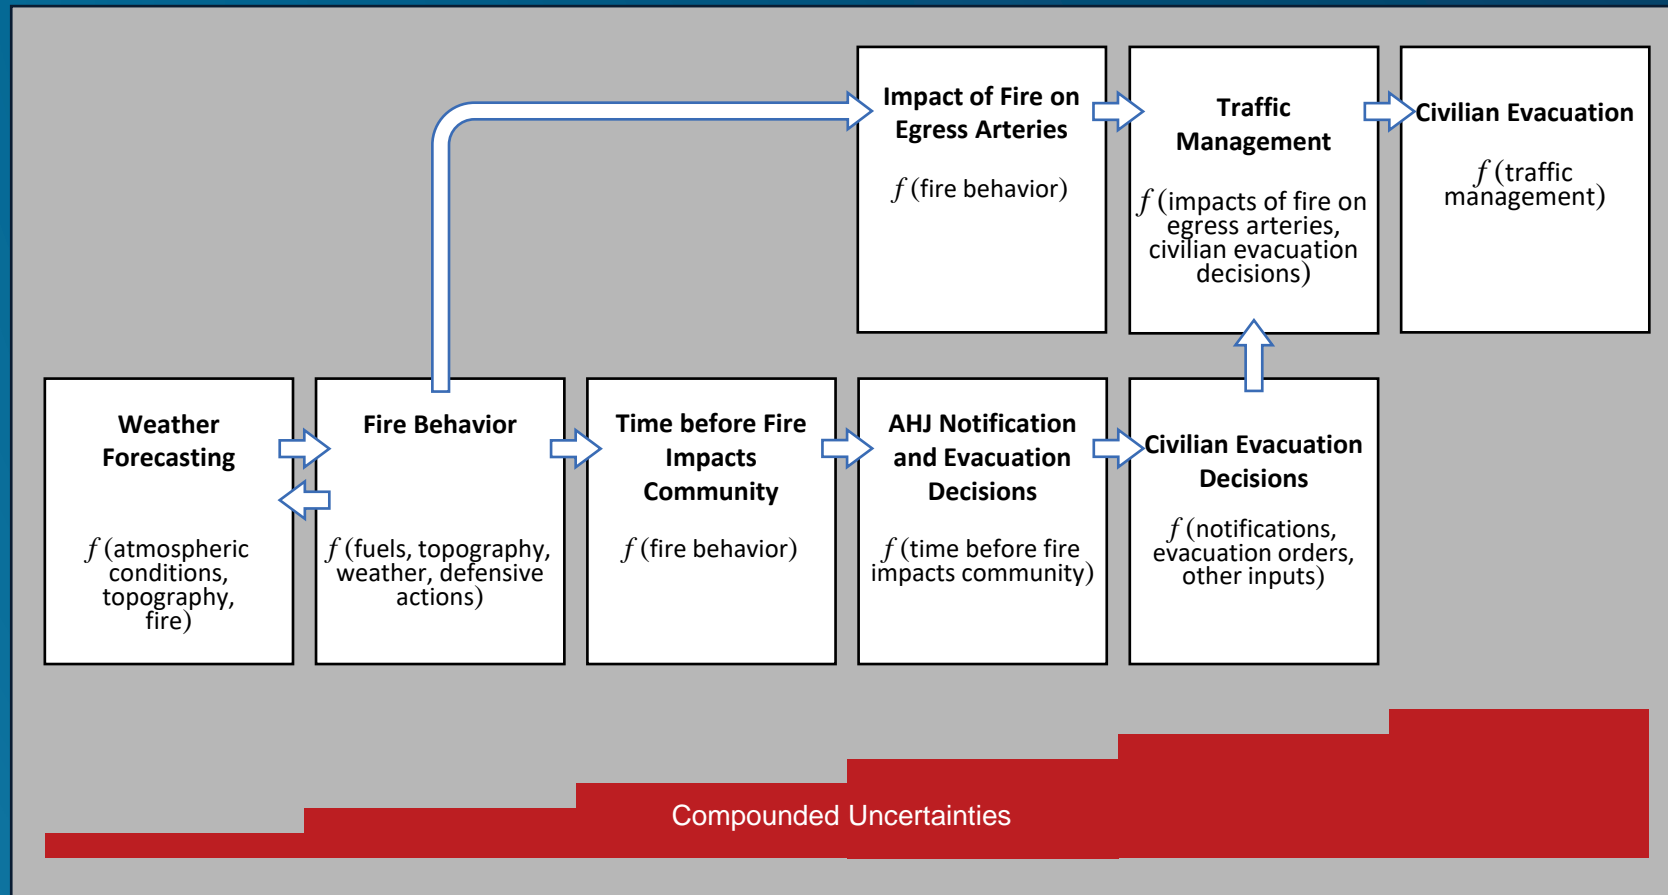 Impact of Fire on
Egress Arteries
f (fire behavior)
Traffic
Management
f (impacts of fire on
egress arteries,
civilian evacuation
decisions)
Civilian Evacuation
f (traffic
management)
Weather
Forecasting
f (atmospheric
conditions,
topography,
fire)
Fire Behavior
f (fuels, topography,
weather, defensive
actions)
Time before Fire
Impacts
Community
f (fire behavior)
AHJ Notification
and Evacuation
Decisions
f (time before fire
impacts community)
Civilian Evacuation
Decisions
f (notifications,
evacuation orders,
other inputs)
Compounded Uncertainties